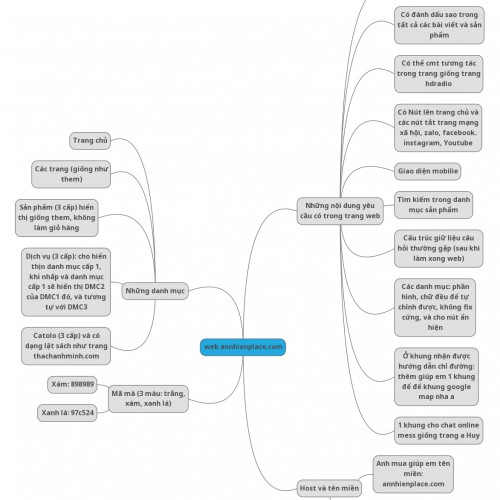 Có đánh dấu sao trong
tất cả các bài viết và sản
phẩm
Có thể cmt tương tác
trong trang giống trang
hdradio
Có Nút lên trang chủ và
các nút tắt trang mạng
xã hội, zalo, facebook.
instagram, Youtube
Giao diện mobilie
Những nội dung yêu
cầu có trong trang web
Tìm kiếm trong danh
mục sản phẩm
Cấu trúc giữ liệu câu
hỏi thường gặp (sau khi
làm xong web)
Các danh mục: phần
hình, chữ đều để tự
chỉnh được, không fix
cứng, và cho nút ẩn
hiện
Ở khung nhận được
hướng dẫn chỉ đường:
thêm giúp em 1 khung
để để khung google
map nha a
1 khung cho chat online
mess giống trang a Huy
Trang chủ
Các trang (giống như
them)
Sản phẩm (3 cấp) hiển
thị giống them, không
làm giỏ hàng
Dịch vụ (3 cấp): cho hiển
thịn danh mục cấp 1,
khi nhấp và danh mục
cấp 1 sẽ hiển thị DMC2
của DMC1 đó, và tương
tự với DMC3
Những danh mục
Catolo (3 cấp) và có
dạng lật sách như trang
thachanhminh.com
web annhienplace.com
Xám: 898989
Mã mà (3 màu: trắng,
xám, xanh lá)
Xanh lá: 97c524
Host và tên miền
Anh mua giúp em tên
miền:
annhienplace.com